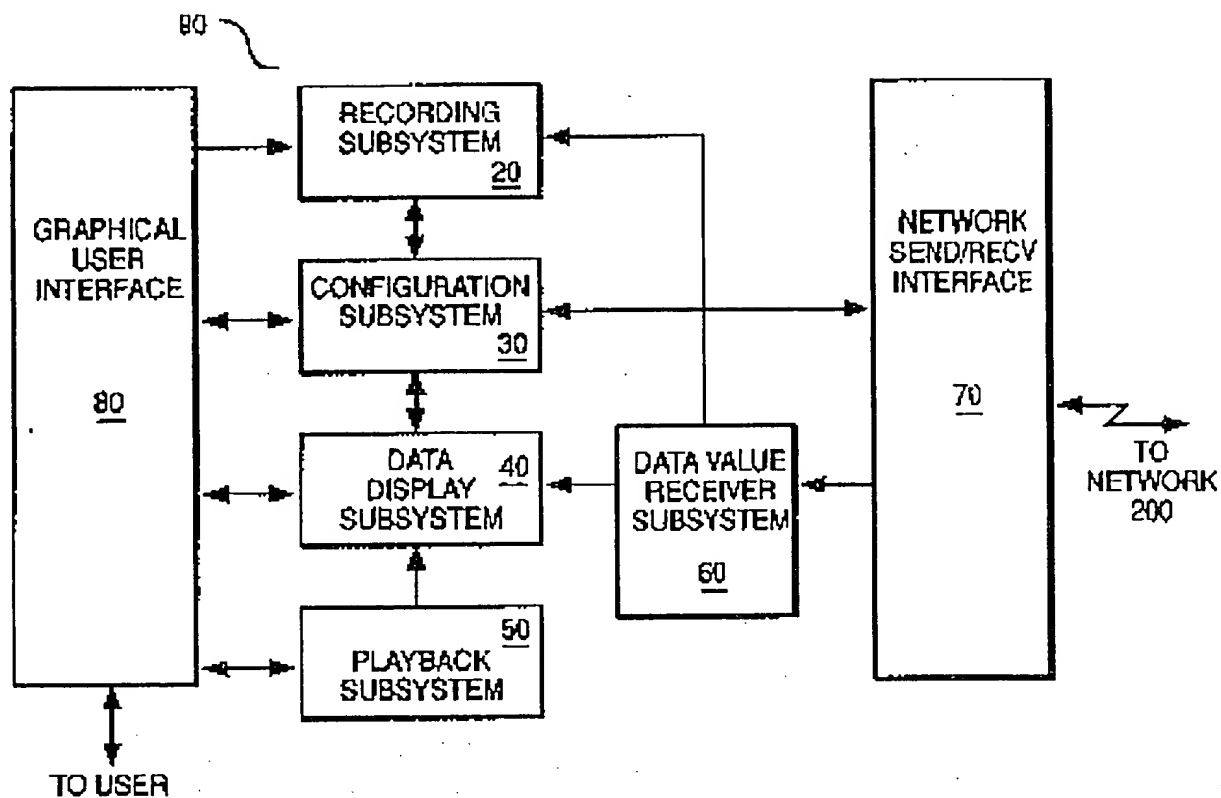 80
RECORDING
SUBSYSTEM
20
GRAPHICAL
USER
INTERFACE
80
CONFIGURATION
SUBSYSTEM
30
DATA
DISPLAY
SUBSYSTEM
40
PLAYBACK
SUBSYSTEM
50
DATA VALUE
RECEIVER
SUBSYSTEM
60
NETWORK
SEND/RECV
INTERFACE
70
TO
NETWORK
200
TO USER